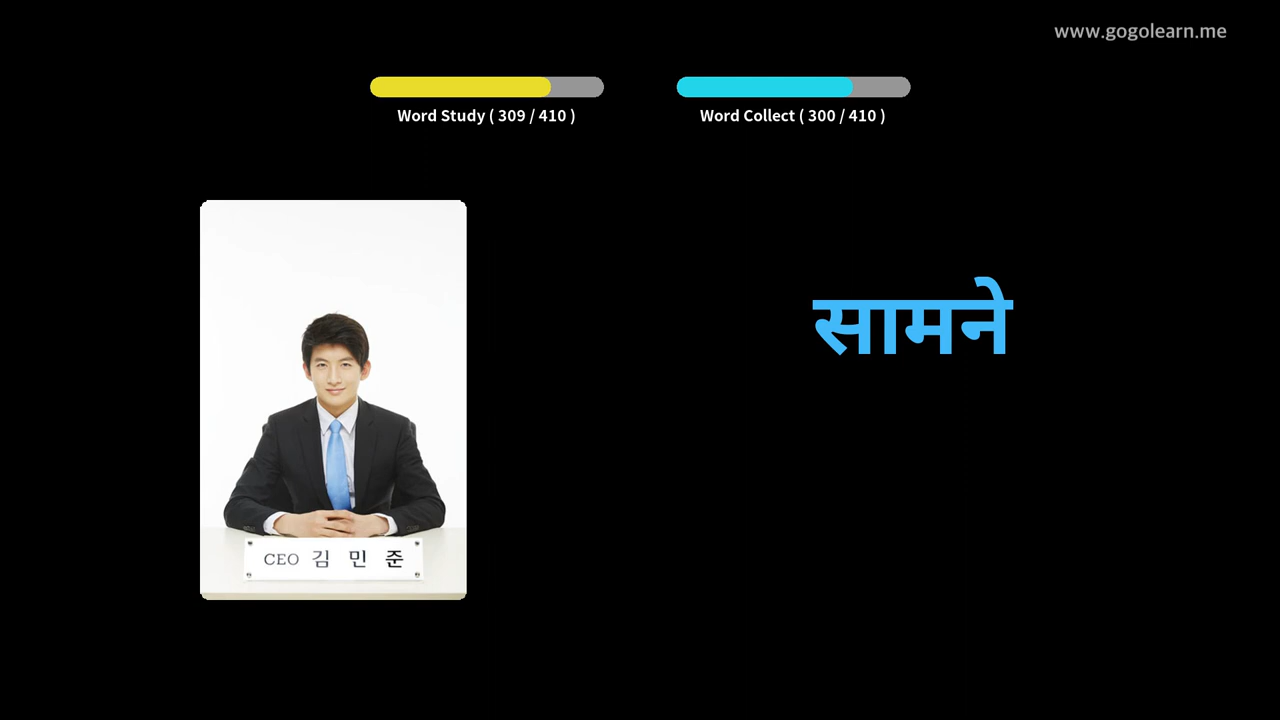 www.gogolearn.me
Word Study ( 309 / 410 )
Word Collect ( 300 / 410 )
सामने
CEO 김 민 준